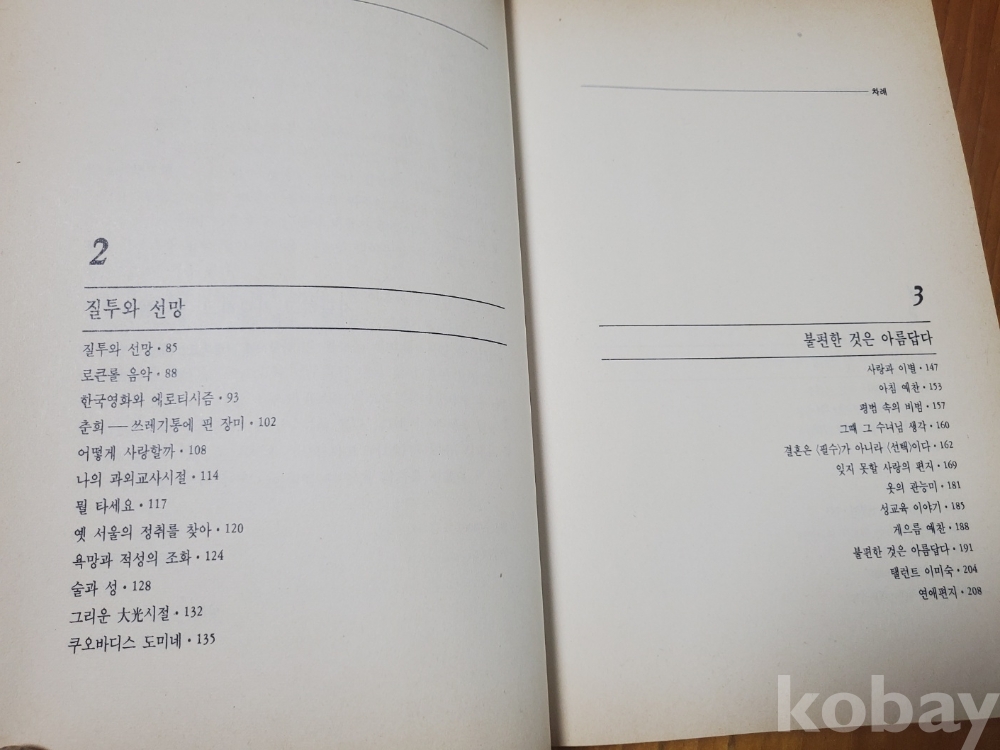 2
질투와 선망
질투와 선망・85
로큰롤 음악・88
한국영화와 에로티시즘・93
춘희──쓰레기통에 핀 장미・102
어떻게 사랑할까・108
나의 과외교사시절・114
뭘 타세요・117
옛 서울의 정취를 찾아・120
욕망과 적성의 조화・124
술과 성・128
그리운 大光시절・132
쿠오바디스 도미네・135
차례
3
불편한 것은 아름답다
사랑과 이별・147
아침 예찬・153
평범 속의 비범・157
그때 그 수녀님 생각・160
결혼은 〈필수〉가 아니라 〈선택〉이다・162
잊지 못할 사랑의 편지・169
옷의 관능미・181
성교육 이야기・185
게으름 예찬・188
불편한 것은 아름답다・191
탤런트 이미숙・204
연애편지・208
kobay